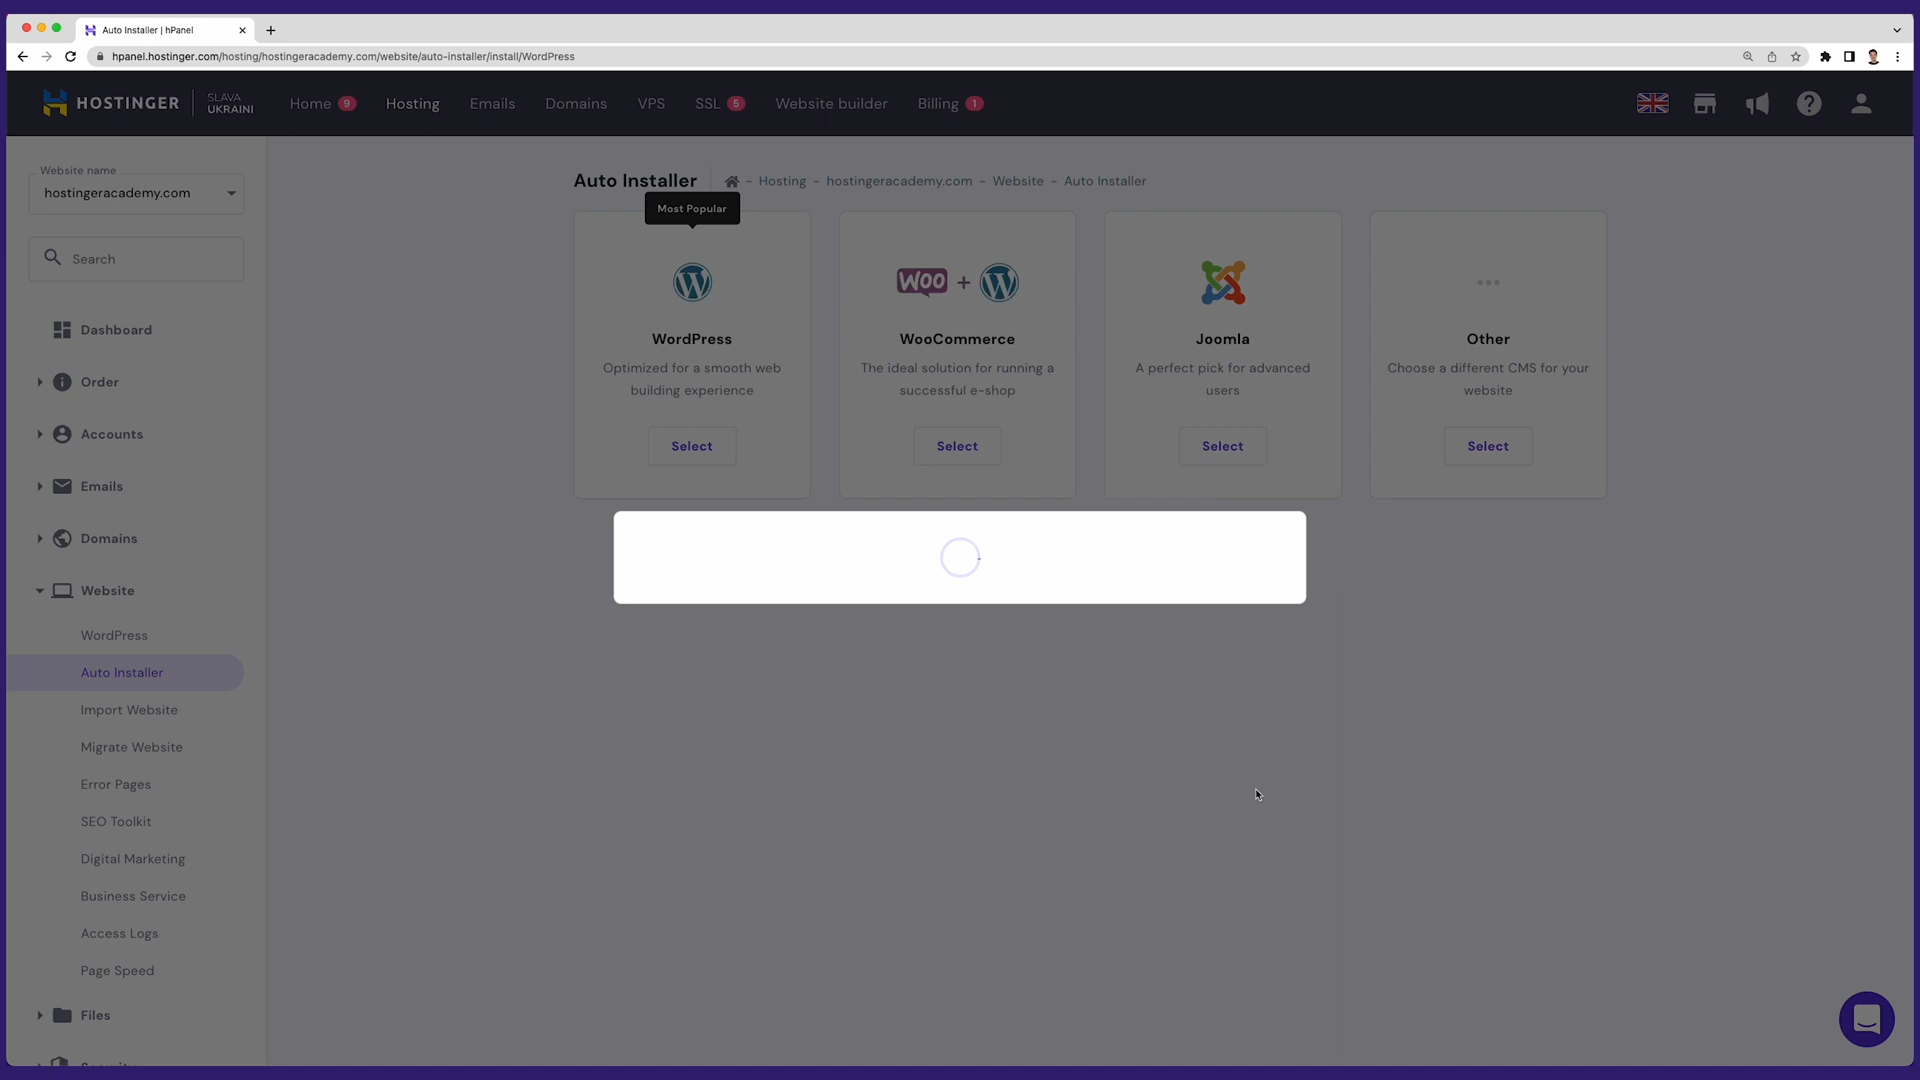 Auto Installer | hPanel
hpanel.hostinger.com/hosting/hostingeracademy.com/website/auto-installer/install/WordPress
HOSTINGER
SLAVA
UKRAINI
Home 9
Hosting
Emails
Domains
VPS
SSL 5
Website builder
Billing 1
Website name
hostingeracademy.com
Search
Dashboard
Order
Accounts
Emails
Domains
Website
WordPress
Auto Installer
Import Website
Migrate Website
Error Pages
SEO Toolkit
Digital Marketing
Business Service
Access Logs
Page Speed
Files
Auto Installer
- Hosting - hostingeracademy.com - Website - Auto Installer
Most Popular
WordPress
Optimized for a smooth web
building experience
Select
WOO + W
WooCommerce
The ideal solution for running a
successful e-shop
Select
Joomla
A perfect pick for advanced
users
Select
Other
Choose a different CMS for your
website
Select